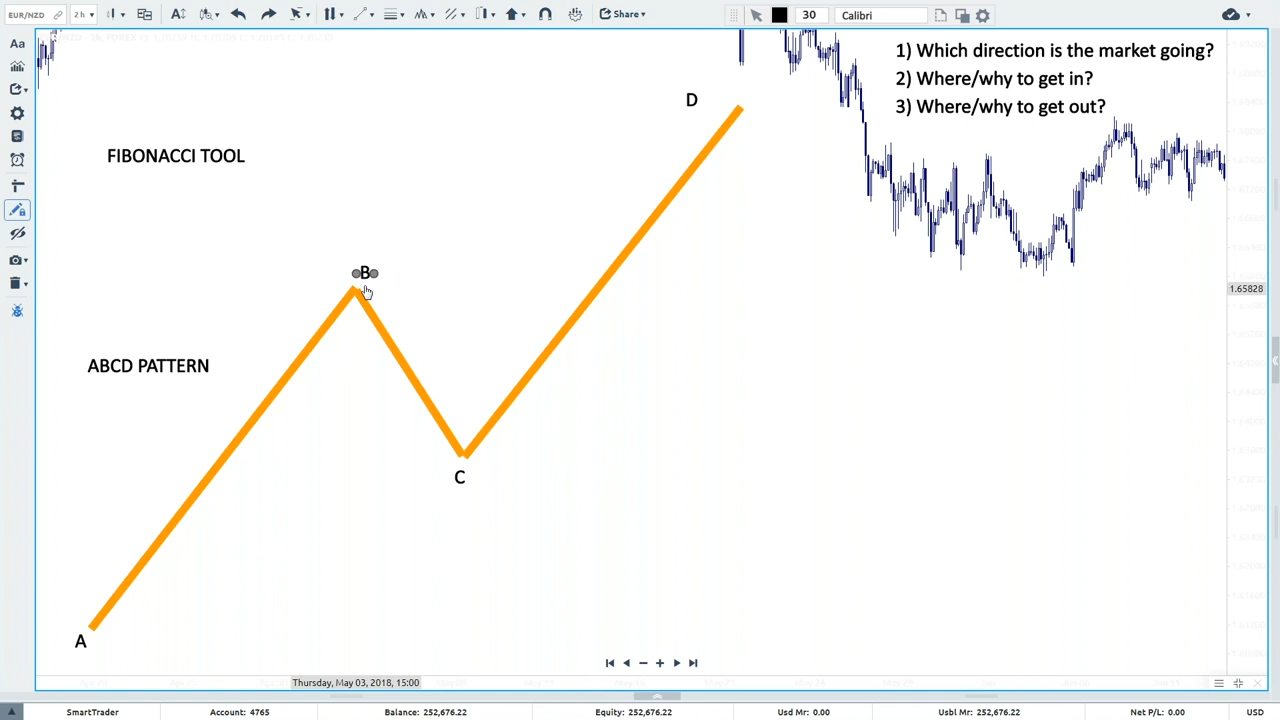 EUR/NZD
2 h
Share
30
Calibri
Aa
1) Which direction is the market going?
2) Where/why to get in?
3) Where/why to get out?
D
FIBONACCI TOOL
B
1.65828
ABCD PATTERN
C
A
Thursday, May 03, 2018, 15:00
SmartTrader
Account: 4765
Balance: 252,676.22
Equity: 252,676.22
Usd Mr: 0.00
Usbl Mr: 252,676.22
Net P/L: 0.00
USD